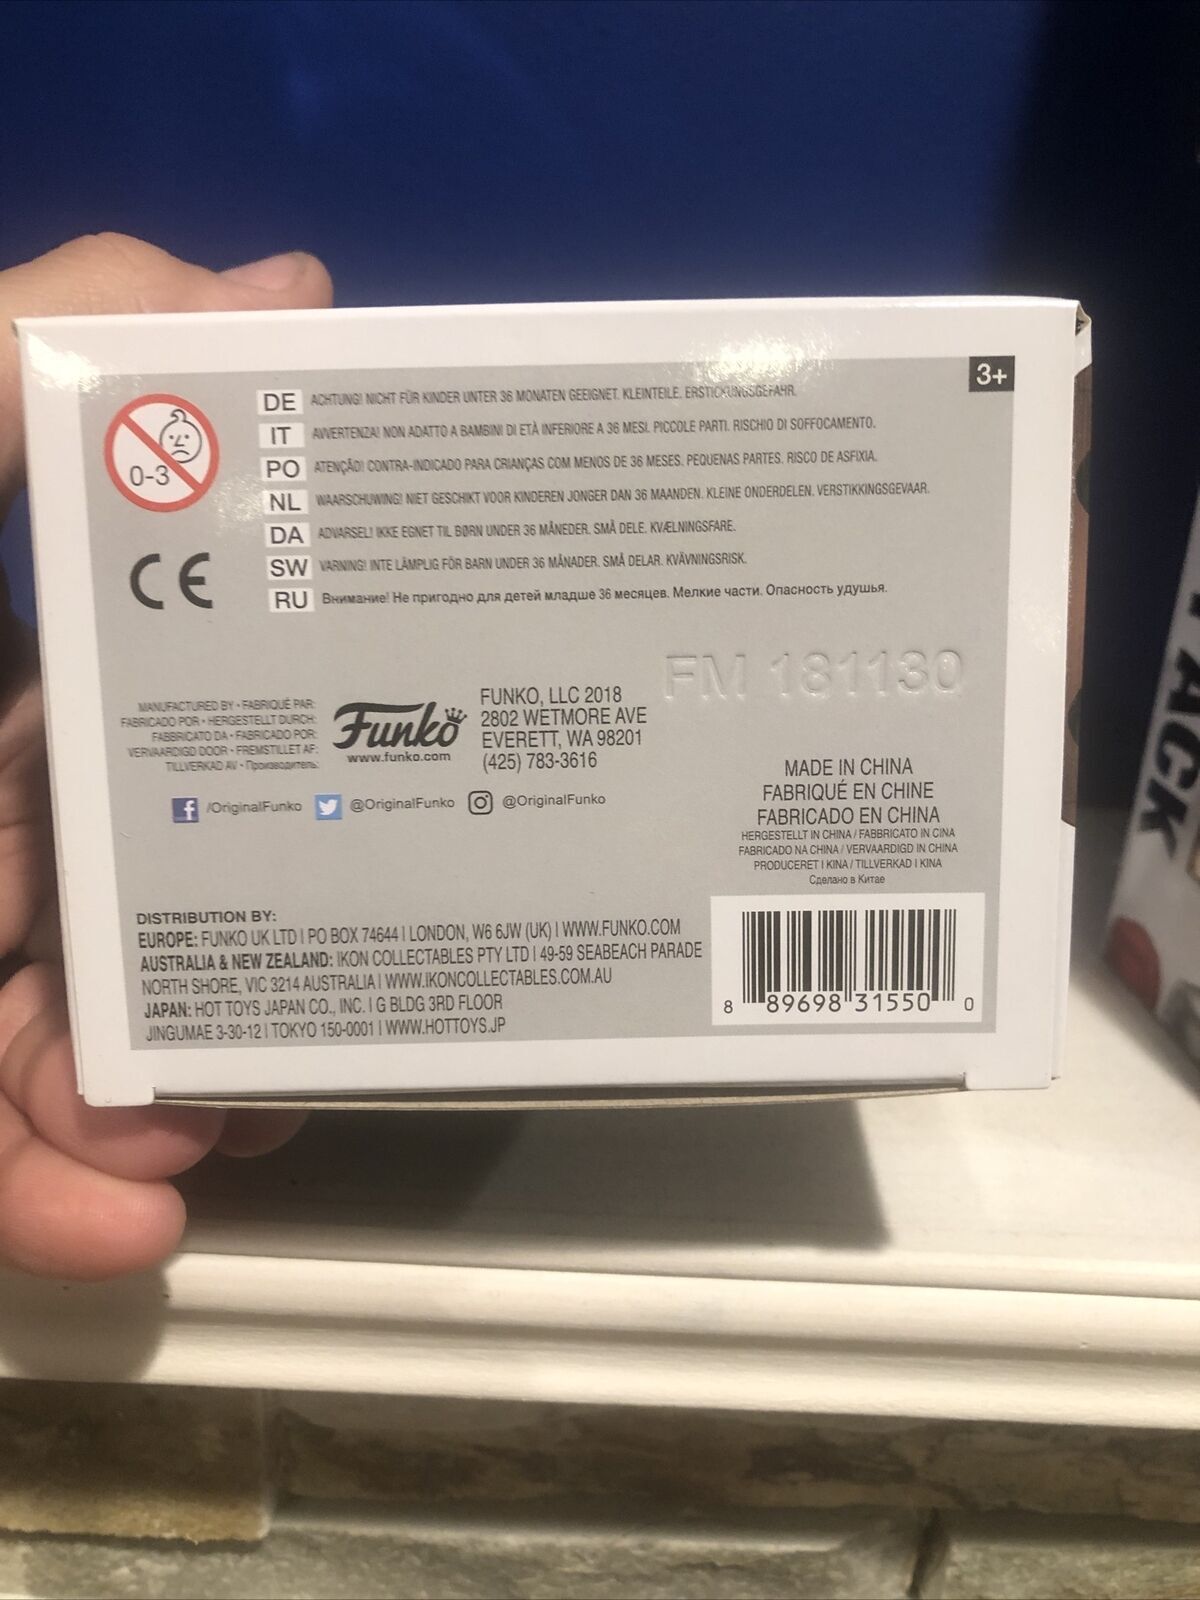 3+
0-3
DE ACHTUNG! NICHT FÜR KINDER UNTER 36 MONATEN GEEIGNET. KLEINTEILE. ERSTICKUNGSGEFAHR.
IT AVVERTENZA! NON ADATTO A BAMBINI DI ETÀ INFERIORE A 36 MESI. PICCOLE PARTI. RISCHIO DI SOFFOCAMENTO.
PO ATENÇÃO! CONTRA-INDICADO PARA CRIANÇAS COM MENOS DE 36 MESES. PEQUENAS PARTES. RISCO DE ASFIXIA.
NL WAARSCHUWING! NIET GESCHIKT VOOR KINDEREN JONGER DAN 36 MAANDEN. KLEINE ONDERDELEN. VERSTIKKINGSGEVAAR.
DA ADVARSEL! IKKE EGNET TIL BØRN UNDER 36 MÅNEDER. SMÅ DELE. KVÆLNINGSFARE.
SW VARNING! INTE LÄMPLIG FÖR BARN UNDER 36 MÅNADER. SMÅ DELAR. KVÄVNINGSRISK.
RU Внимание! Не пригодно для детей младше 36 месяцев. Мелкие части. Опасность удушья.
CE
FM 181130
MANUFACTURED BY • FABRIQUÉ PAR:
FABRICADO POR • HERGESTELLT DURCH:
FABBRICATO DA • FABRICADO POR:
VERVAARDIGD DOOR • FREMSTILLET AF:
TILLVERKAD AV • Производитель:
Funko
www.funko.com
FUNKO, LLC 2018
2802 WETMORE AVE
EVERETT, WA 98201
(425) 783-3616
f /OriginalFunko @OriginalFunko @OriginalFunko
MADE IN CHINA
FABRIQUÉ EN CHINE
FABRICADO EN CHINA
HERGESTELLT IN CHINA / FABBRICATO IN CINA
FABRICADO NA CHINA / VERVAARDIGD IN CHINA
PRODUCERET I KINA / TILLVERKAD I KINA
Сделано в Китае
DISTRIBUTION BY:
EUROPE: FUNKO UK LTD | PO BOX 74644 | LONDON, W6 6JW (UK) | WWW.FUNKO.COM
AUSTRALIA & NEW ZEALAND: IKON COLLECTABLES PTY LTD | 49-59 SEABEACH PARADE
NORTH SHORE, VIC 3214 AUSTRALIA | WWW.IKONCOLLECTABLES.COM.AU
JAPAN: HOT TOYS JAPAN CO., INC. | G BLDG 3RD FLOOR
JINGUMAE 3-30-12 | TOKYO 150-0001 | WWW.HOTTOYS.JP
8 89698 31550 0